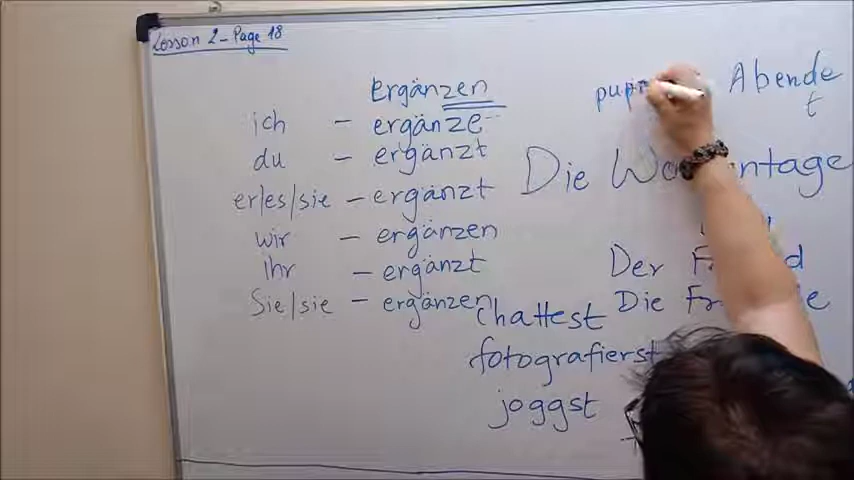 Lesson 2 - Page 18
ergänzen
ich - ergänze
du - ergänzt
er/es/sie - ergänzt
wir - ergänzen
ihr - ergänzt
Sie/sie - ergänzen
Abende
t
Die
Der
Die
chattest
fotografierst
joggst